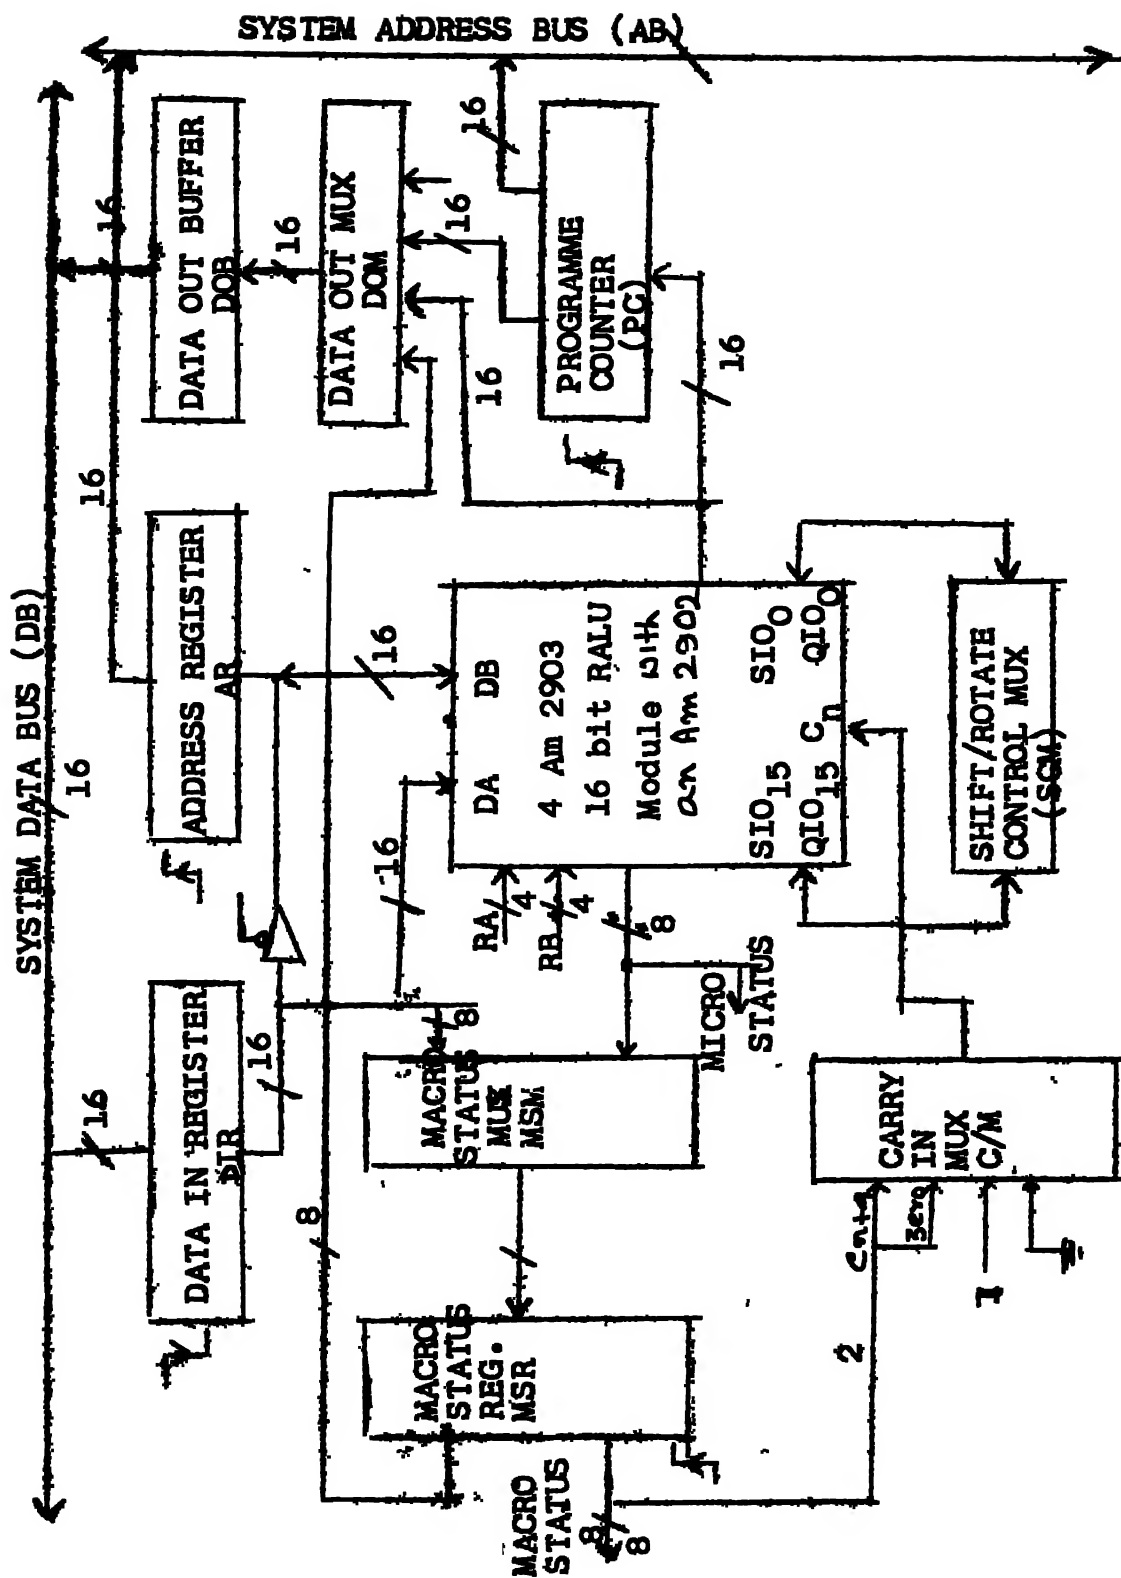 SYSTEM ADDRESS BUS (AB)
SYSTEM DATA BUS (DB)
16
DATA OUT BUFFER
DOB
16
16
DATA OUT MUX
DOM
16
16
16
PROGRAMME
COUNTER
(PC)
16
ADDRESS REGISTER
AR
16
16
DATA IN REGISTER
DIR
16
16
16
DA
DB
4 Am 2903
16 bit RALU
Module with
an Am 2902
SIO15
SIO0
QIO15
Cn
QIO0
RA
4
RB
4
8
MICRO
STATUS
SHIFT/ROTATE
CONTROL MUX
(SCM)
MACRO
STATUS
MUX
MSM
8
8
MACRO
STATUS
REG.
MSR
MACRO
STATUS
8
8
2
Cn+4
zero
1
CARRY
IN
MUX
C/M